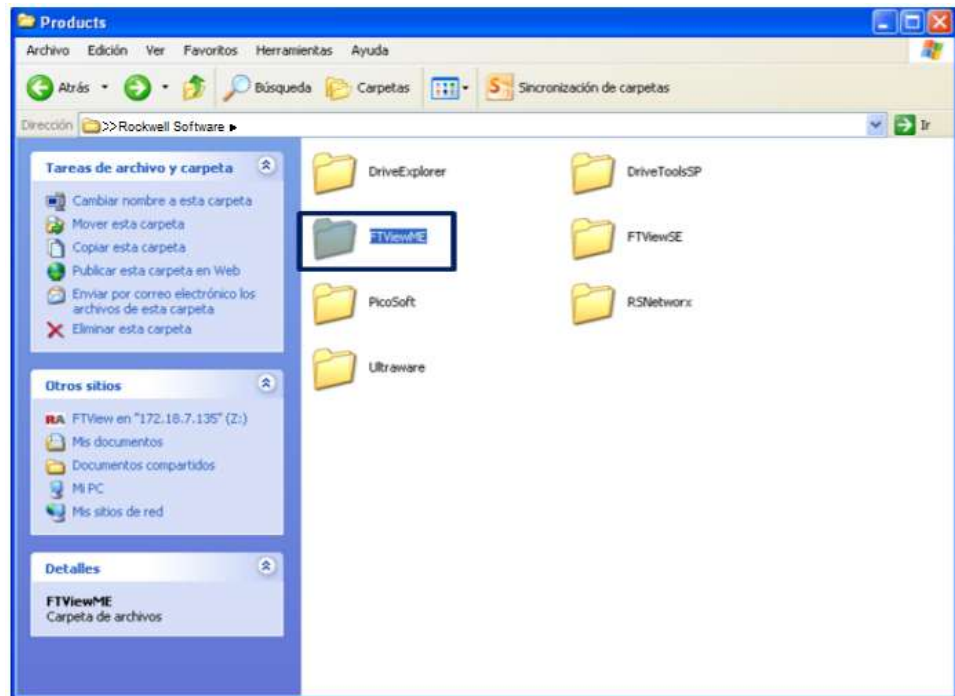 Products
Archivo Edición Ver Favoritos Herramientas Ayuda
Atrás Búsqueda Carpetas S Sincronización de carpetas
Dirección >>Rockwell Software Ir
Tareas de archivo y carpeta
Cambiar nombre a esta carpeta
Mover esta carpeta
Copiar esta carpeta
Publicar esta carpeta en Web
Enviar por correo electrónico los
archivos de esta carpeta
Eliminar esta carpeta
Otros sitios
RA FTView en "172.18.7.135" (Z:)
Mis documentos
Documentos compartidos
Mi PC
Mis sitios de red
Detalles
FTViewME
Carpeta de archivos
DriveExplorer DriveToolsSP
FTViewME FTViewSE
PicoSoft RSNetworx
Ultraware